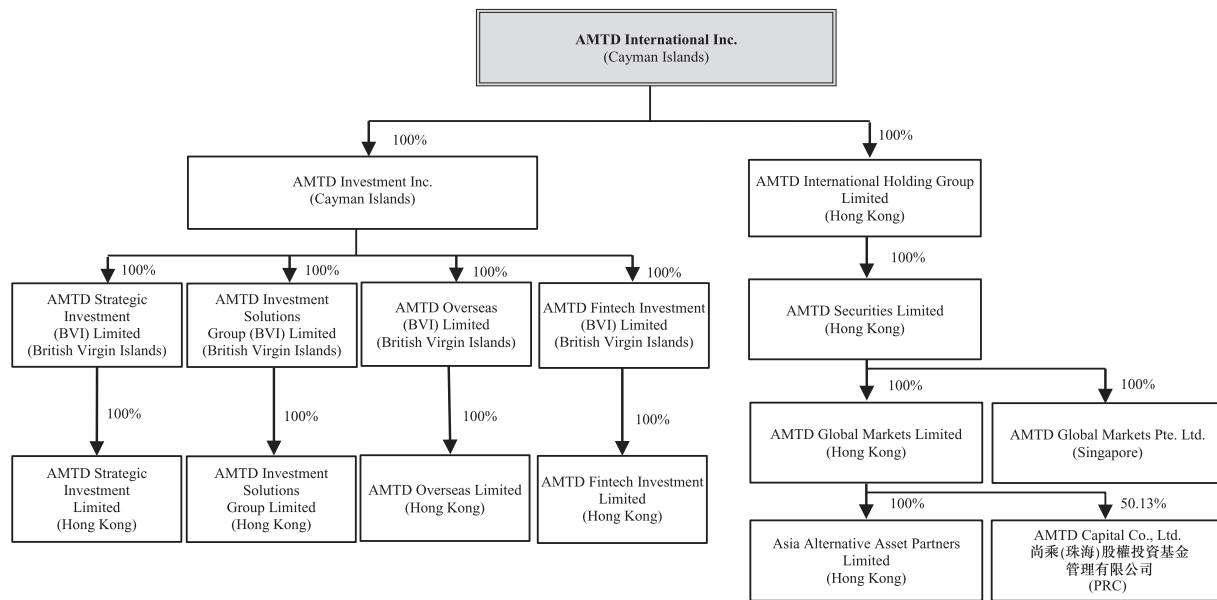 AMTD International Inc.
(Cayman Islands)
100%
100%
AMTD Investment Inc.
(Cayman Islands)
AMTD International Holding Group
Limited
(Hong Kong)
100%
100%
100%
100%
100%
AMTD Strategic
Investment
(BVI) Limited
(British Virgin Islands)
AMTD Investment
Solutions
Group (BVI) Limited
(British Virgin Islands)
AMTD Overseas
(BVI) Limited
(British Virgin Islands)
AMTD Fintech Investment
(BVI) Limited
(British Virgin Islands)
AMTD Securities Limited
(Hong Kong)
100%
100%
100%
100%
100%
100%
AMTD Strategic
Investment
Limited
(Hong Kong)
AMTD Investment
Solutions
Group Limited
(Hong Kong)
AMTD Overseas Limited
(Hong Kong)
AMTD Fintech Investment
Limited
(Hong Kong)
AMTD Global Markets Limited
(Hong Kong)
AMTD Global Markets Pte. Ltd.
(Singapore)
100%
50.13%
Asia Alternative Asset Partners
Limited
(Hong Kong)
AMTD Capital Co., Ltd.
尚乘(珠海)股權投資基金
管理有限公司
(PRC)